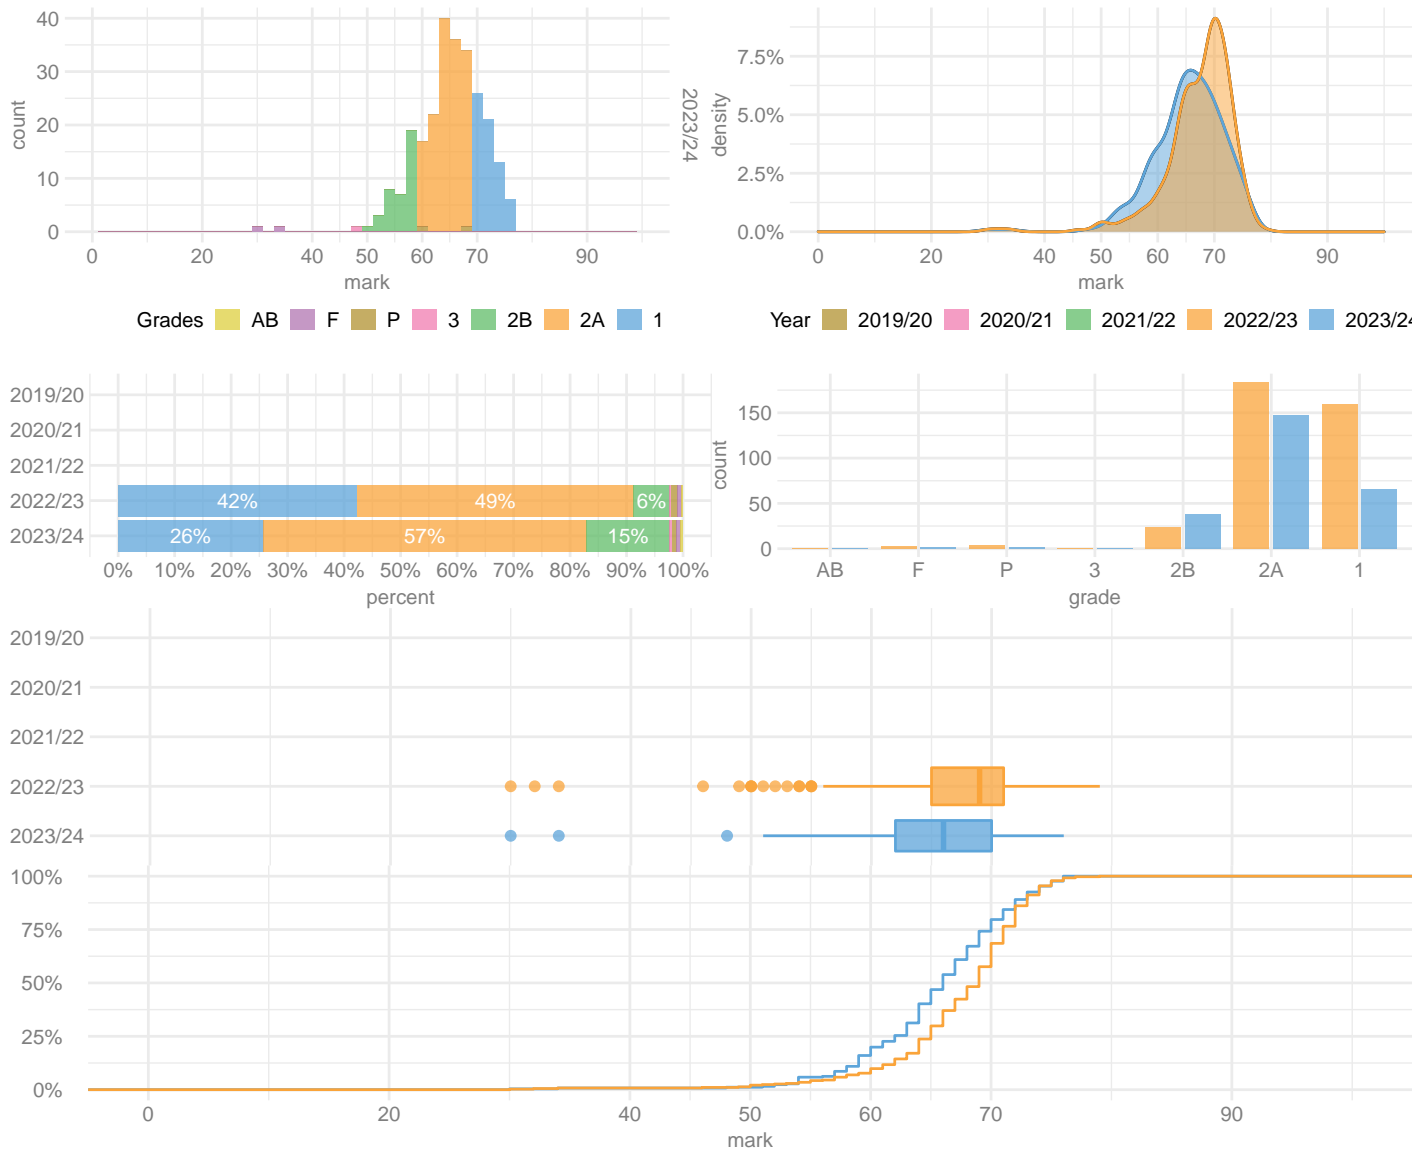 40
30
20
10
0
count
0 20 40 50 60 70 90
mark
2023/24
7.5%
5.0%
2.5%
0.0%
density
0 20 40 50 60 70 90
mark
Grades AB F P 3 2B 2A 1
Year 2019/20 2020/21 2021/22 2022/23 2023/24
2019/20
2020/21
2021/22
2022/23 42% 49% 6%
2023/24 26% 57% 15%
0% 10% 20% 30% 40% 50% 60% 70% 80% 90% 100%
percent
150
100
50
0
count
AB F P 3 2B 2A 1
grade
2019/20
2020/21
2021/22
2022/23
2023/24
100%
75%
50%
25%
0%
0 20 40 50 60 70 90
mark